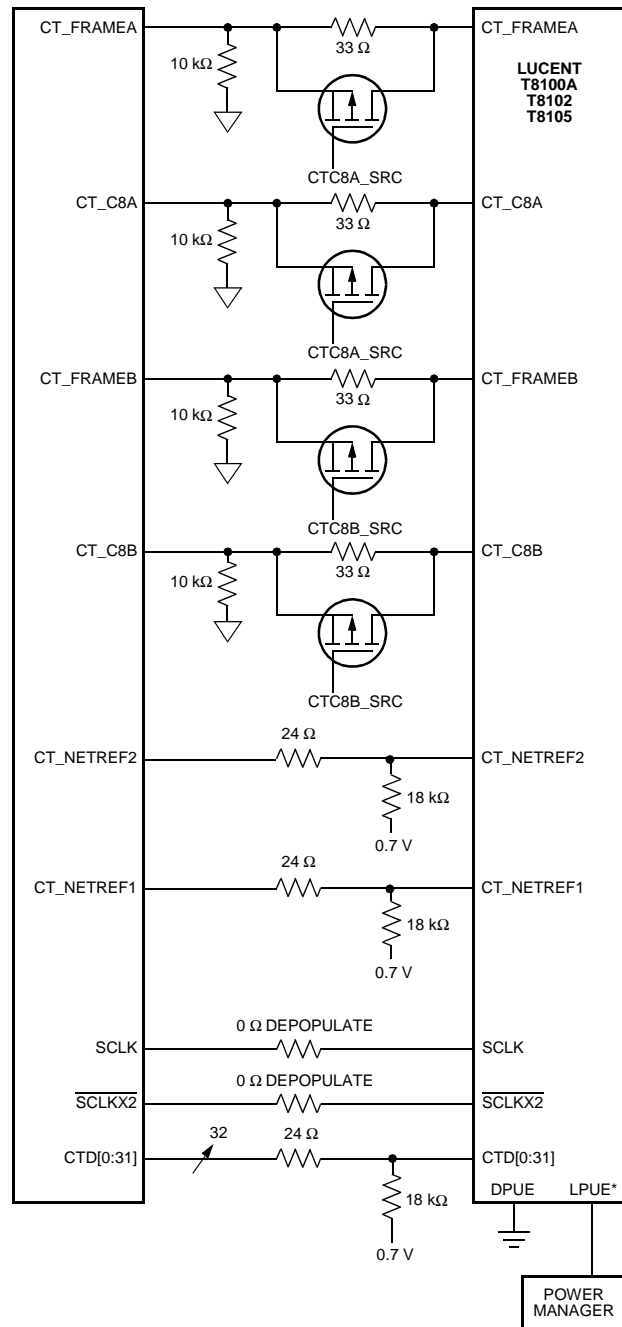 CT_FRAMEA
33 Ω
CT_FRAMEA
10 kΩ
LUCENT
T8100A
T8102
T8105
CTC8A_SRC
CT_C8A
33 Ω
CT_C8A
10 kΩ
CTC8A_SRC
CT_FRAMEB
33 Ω
CT_FRAMEB
10 kΩ
CTC8B_SRC
CT_C8B
33 Ω
CT_C8B
10 kΩ
CTC8B_SRC
24 Ω
CT_NETREF2
CT_NETREF2
18 kΩ
0.7 V
24 Ω
CT_NETREF1
CT_NETREF1
18 kΩ
0.7 V
0 Ω DEPOPULATE
SCLK
SCLK
0 Ω DEPOPULATE
SCLKX2
SCLKX2
32
24 Ω
CTD[0:31]
CTD[0:31]
DPUE
LPUE*
18 kΩ
0.7 V
POWER
MANAGER